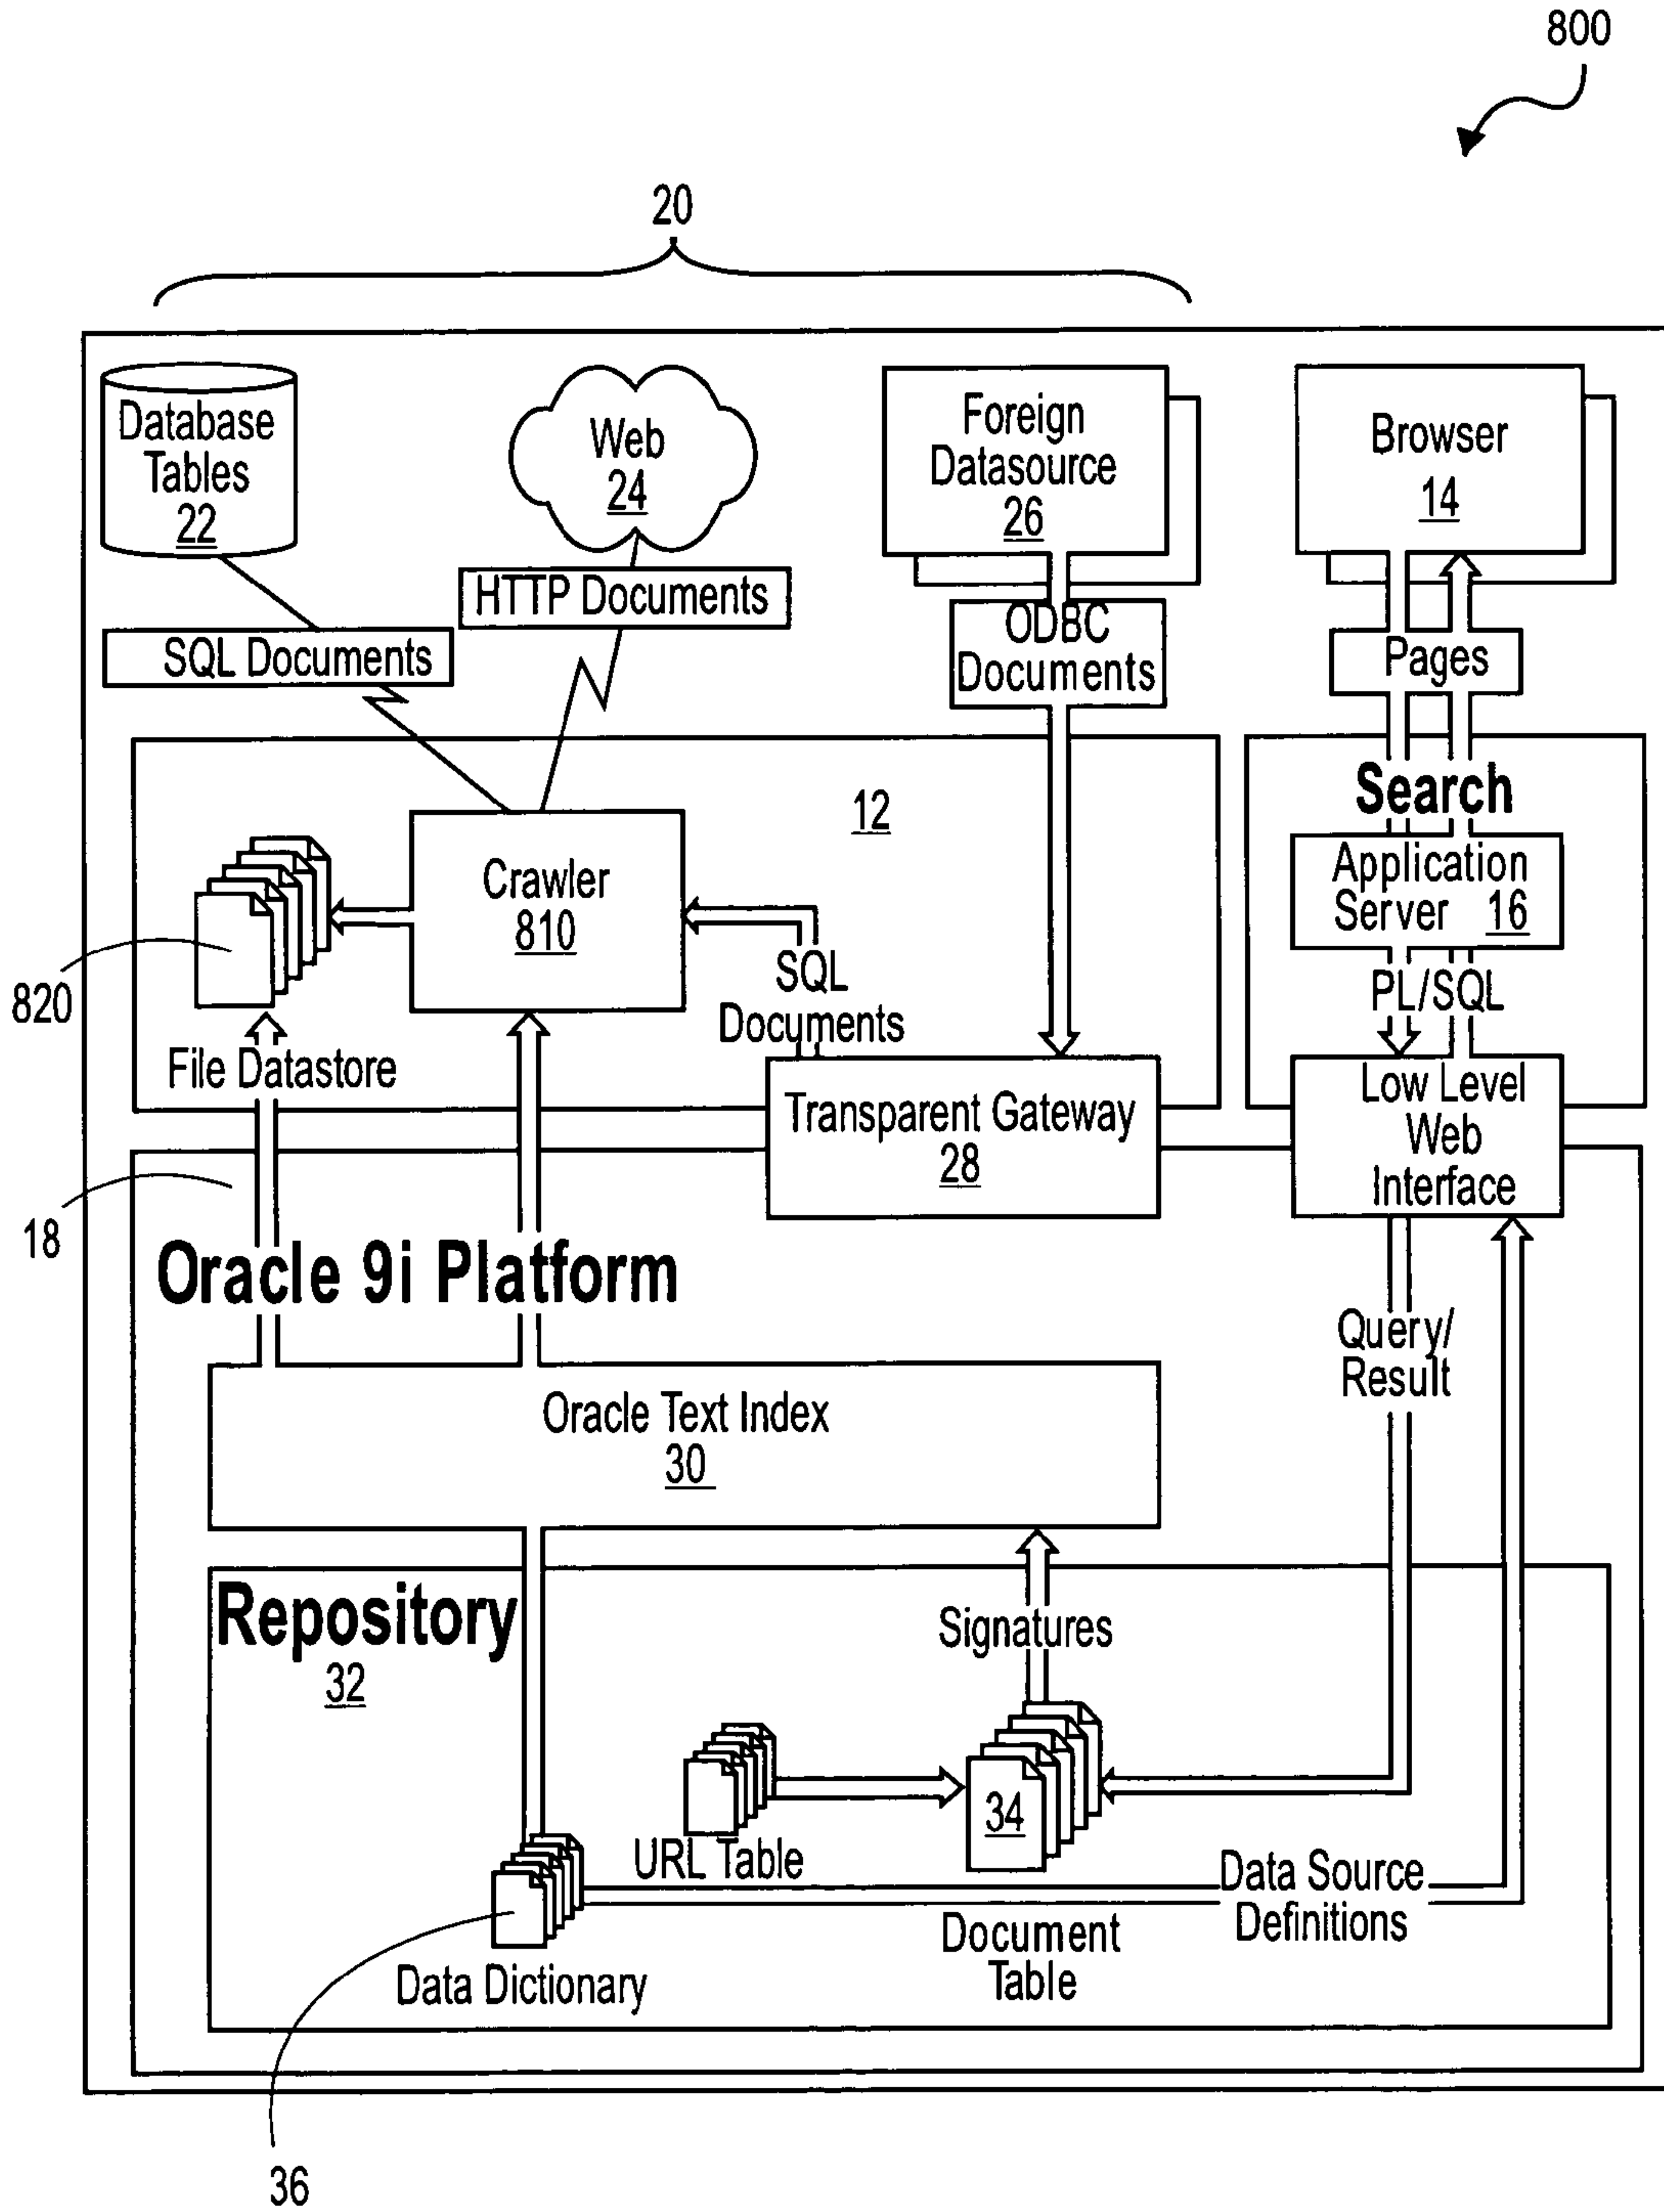 800
20
Database
Tables
22
Web
24
Foreign
Datasource
26
Browser
14
HTTP Documents
SQL Documents
ODBC
Documents
Pages
12
Search
Crawler
810
Application
Server 16
820
SQL
Documents
PL/SQL
File Datastore
Transparent Gateway
28
Low Level
Web
Interface
18
Oracle 9i Platform
Query/
Result
Oracle Text Index
30
Repository
32
Signatures
34
URL Table
Data Source
Definitions
Document
Table
Data Dictionary
36